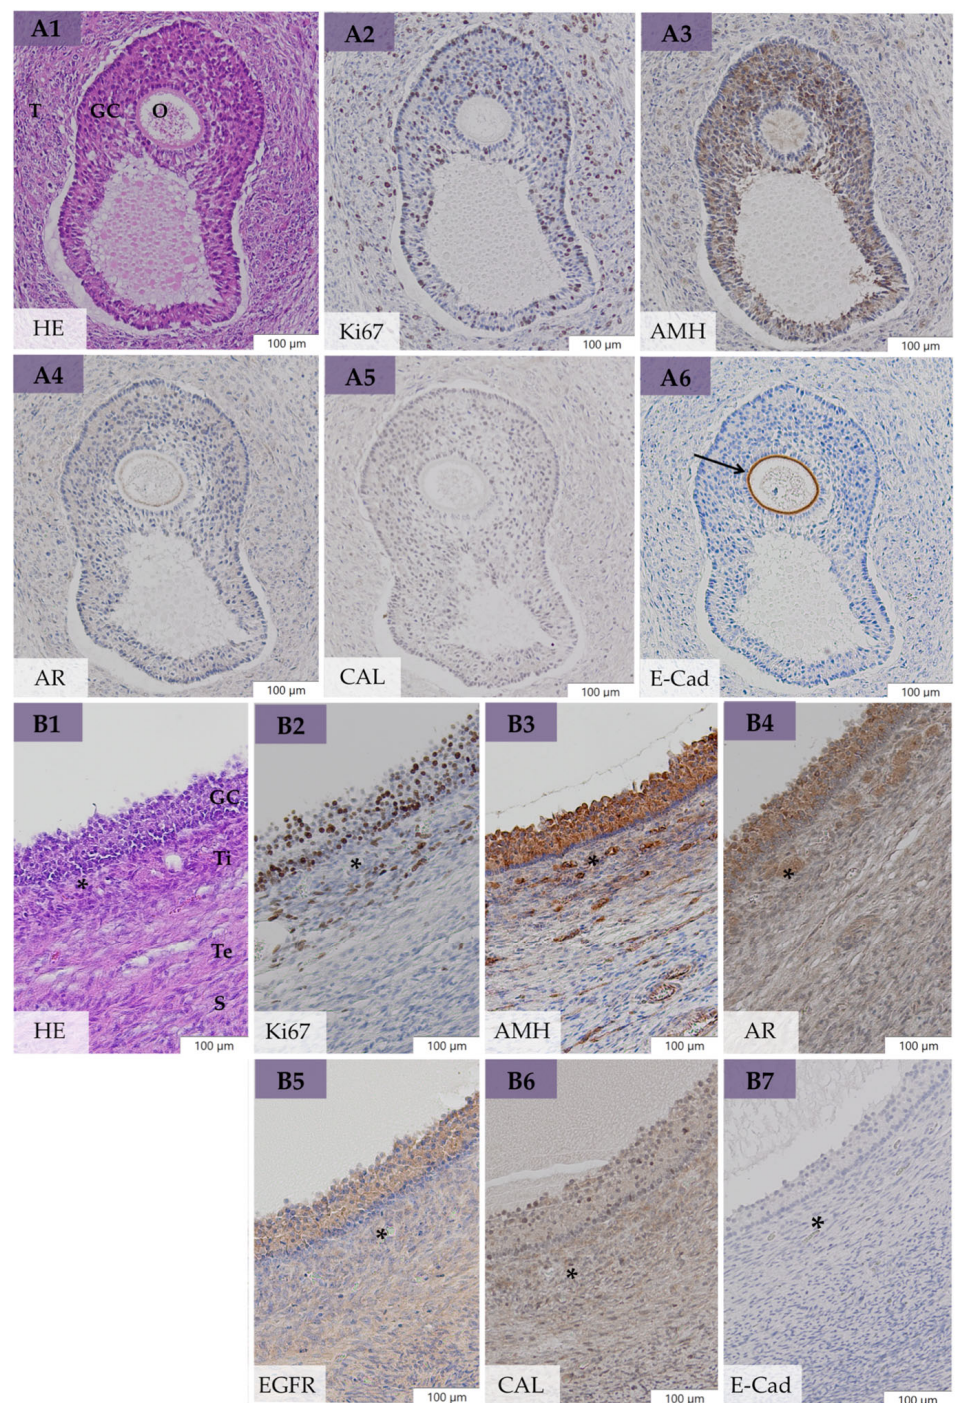 A1
A2
A3
T GC O
HE
100 μm
Ki67
100 μm
AMH
100 μm
A4
A5
A6
AR
100 μm
CAL
100 μm
E-Cad
100 μm
B1
B2
B3
B4
GC
Ti
*
*
*
*
Te
S
HE
100 μm
Ki67
100 μm
AMH
100 μm
AR
100 μm
B5
B6
B7
*
*
*
EGFR
100 μm
CAL
100 μm
E-Cad
100 μm